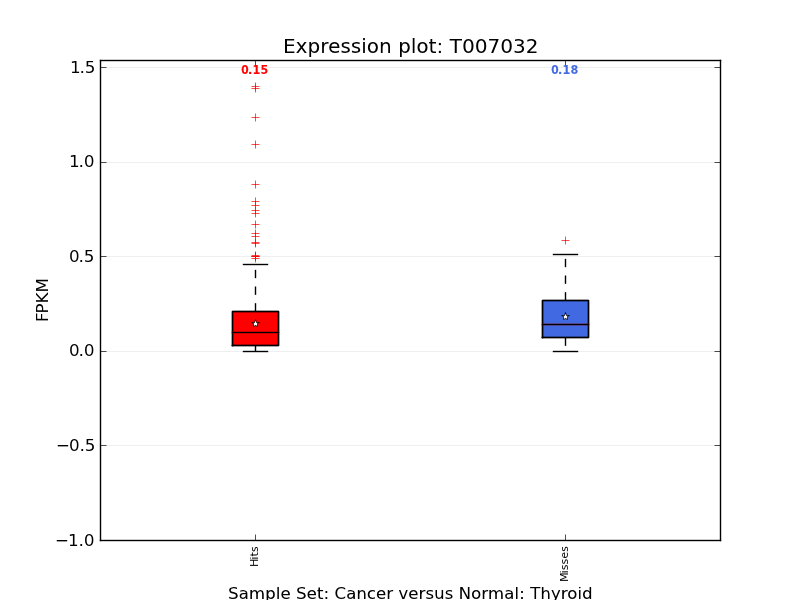 Expression plot: T007032
0.15
0.18
1.5
1.0
0.5
0.0
−0.5
−1.0
FPKM
Hits
Misses
Sample Set: Cancer versus Normal: Thyroid